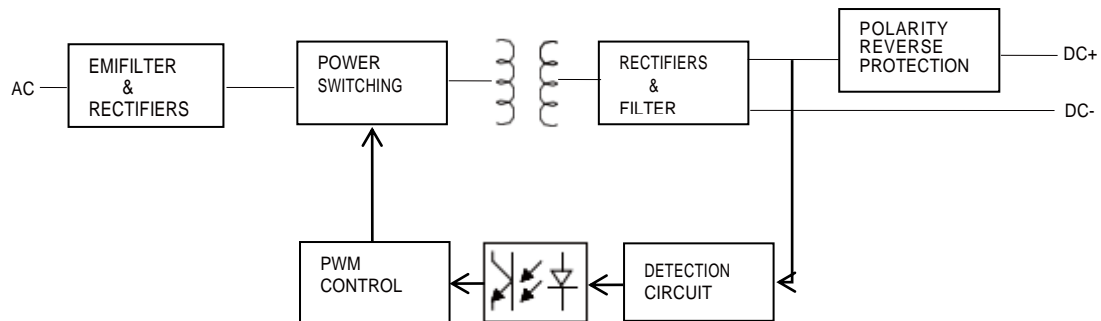 AC
EMIFILTER
&
RECTIFIERS
POWER
SWITCHING
RECTIFIERS
&
FILTER
POLARITY
REVERSE
PROTECTION
DC+
DC-
PWM
CONTROL
DETECTION
CIRCUIT